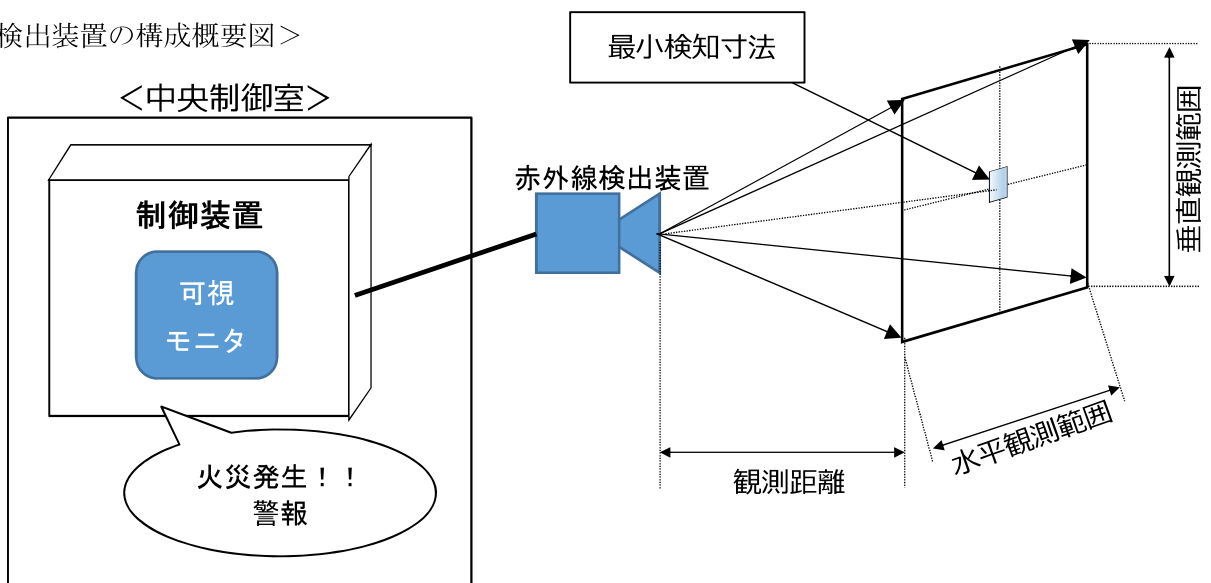 検出装置の構成概要図＞
最小検知寸法
＜中央制御室＞
赤外線検出装置
制御装置
可視
モニタ
垂直観測範囲
水平観測範囲
観測距離
火災発生！！
警報